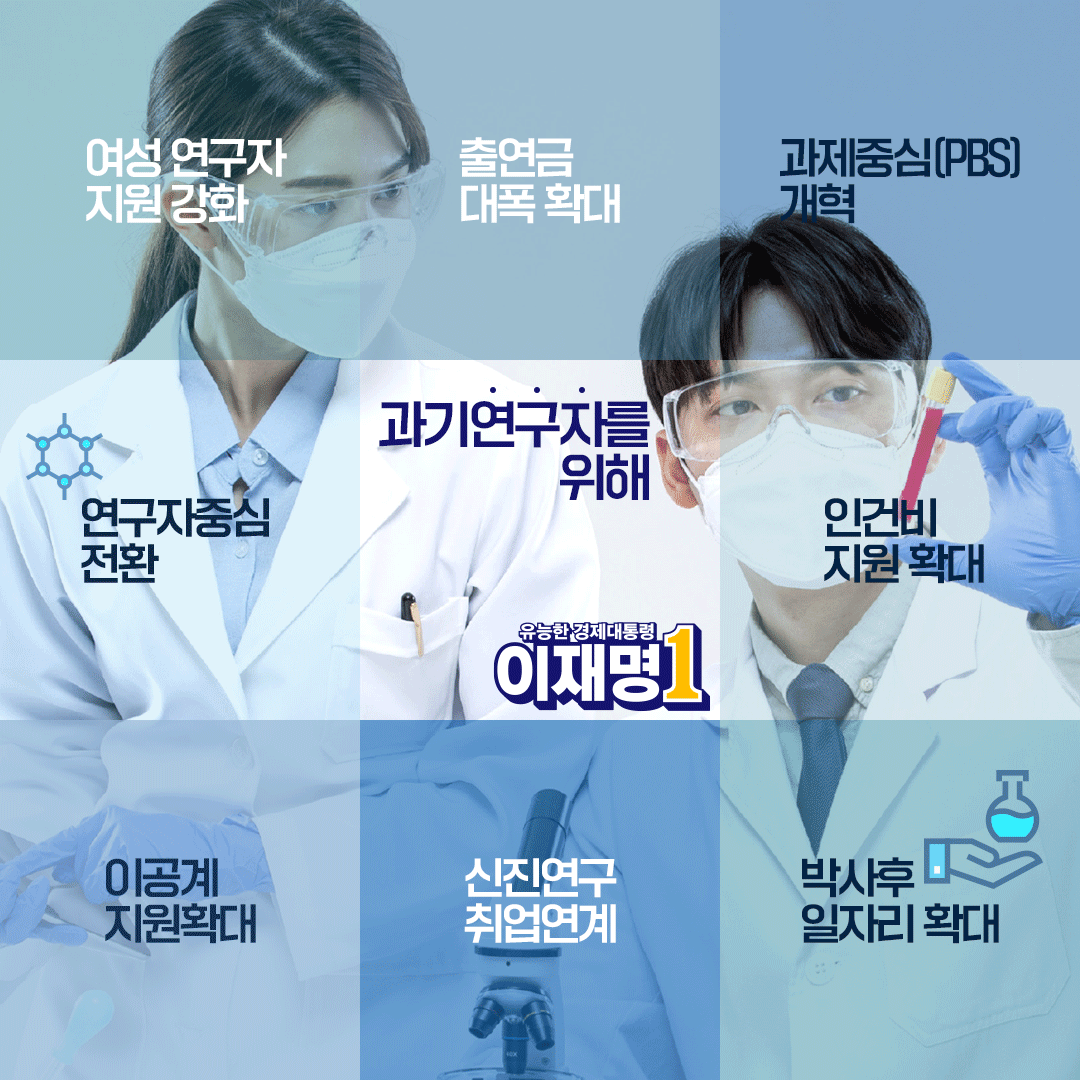 여성 연구자
지원 강화
출연금
대폭 확대
과제중심(PBS)
개혁
연구자중심
전환
과기연구자를
위해
유능한 경제대통령
이재명1
인건비
지원 확대
이공계
지원확대
신진연구
취업연계
박사후
일자리 확대